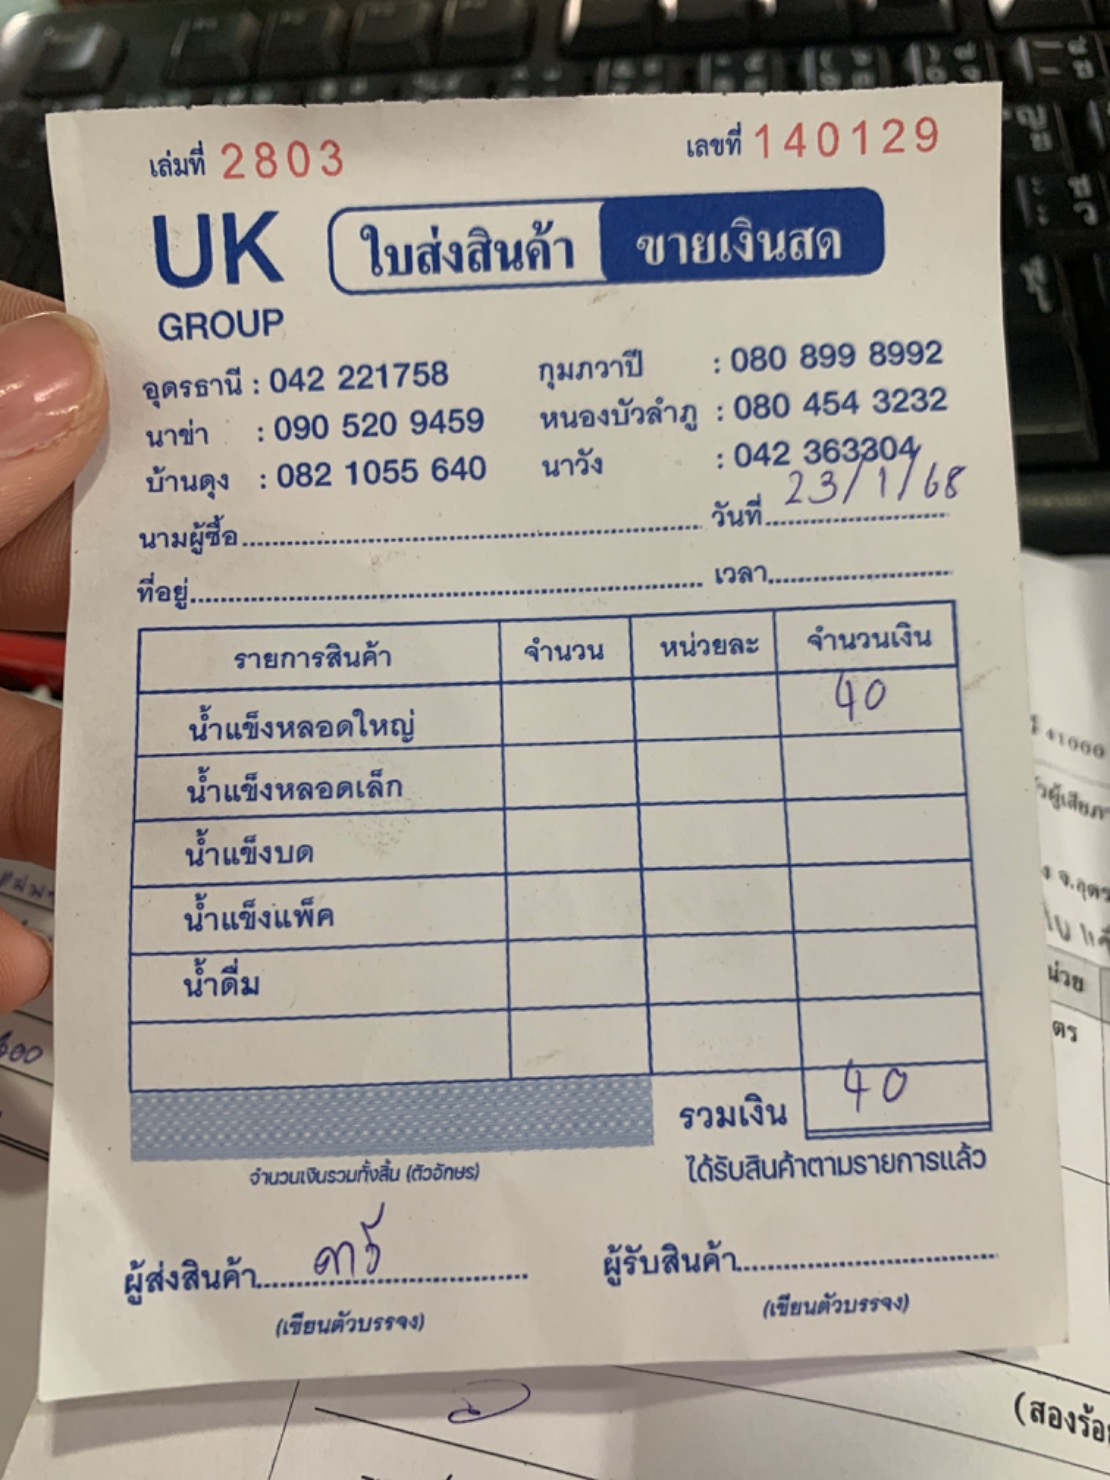 เล่มที่ 2803 เลขที่ 140129
UK ใบส่งสินค้า ขายเงินสด
GROUP
อุดรธานี : 042 221758 กุมภวาปี : 080 899 8992
นาข่า : 090 520 9459 หนองบัวลำภู : 080 454 3232
บ้านดุง : 082 1055 640 นาวัง : 042 363304
นามผู้ซื้อ วันที่ 23/1/68
ที่อยู่ เวลา
รายการสินค้า จำนวน หน่วยละ จำนวนเงิน
น้ำแข็งหลอดใหญ่ 40
น้ำแข็งหลอดเล็ก
น้ำแข็งบด
น้ำแข็งแพ็ค
น้ำดื่ม
รวมเงิน 40
จำนวนเงินรวมทั้งสิ้น (ตัวอักษร) ได้รับสินค้าตามรายการแล้ว
ผู้ส่งสินค้า ผู้รับสินค้า
(เขียนตัวบรรจง) (เขียนตัวบรรจง)
41000
จ.อุดร
(สองร้อย